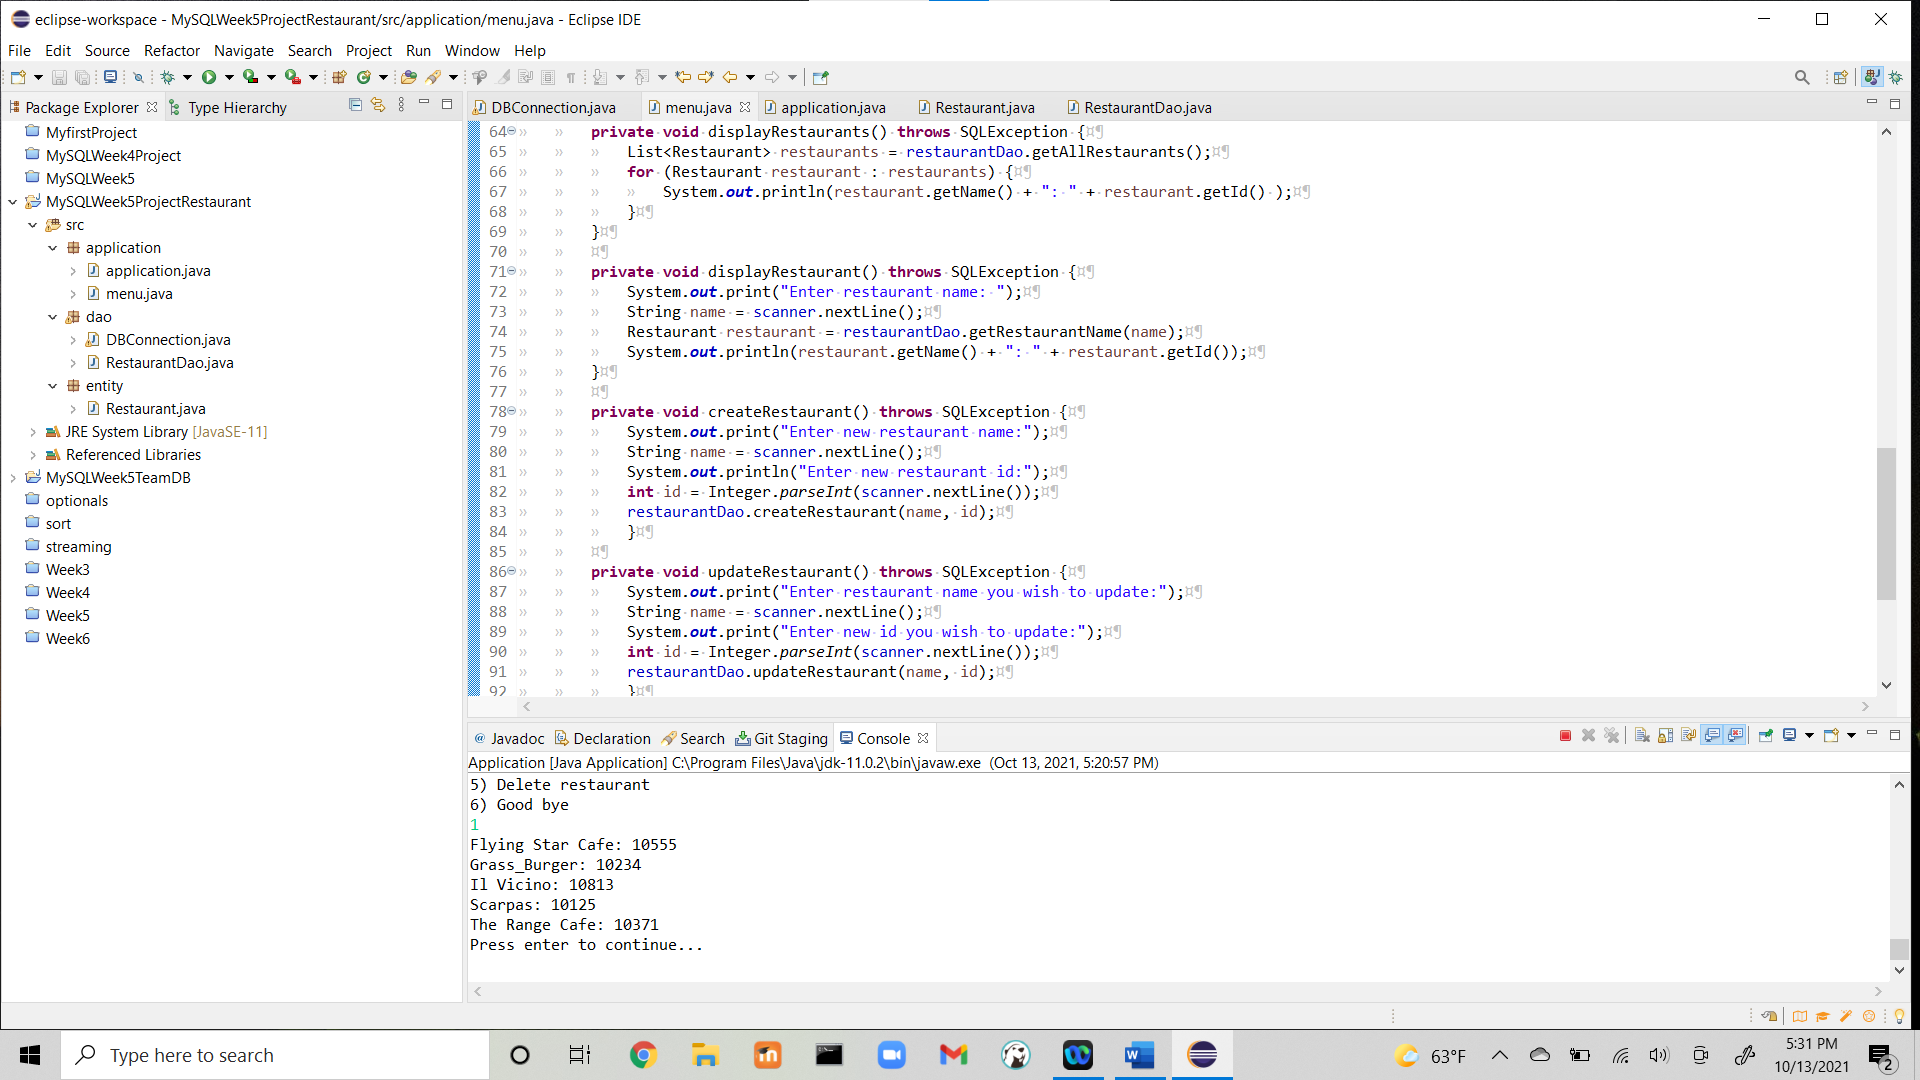 eclipse-workspace - MySQLWeek5ProjectRestaurant/src/application/menu.java - Eclipse IDE
File Edit Source Refactor Navigate Search Project Run Window Help
Package Explorer Type Hierarchy
MyfirstProject
MySQLWeek4Project
MySQLWeek5
MySQLWeek5ProjectRestaurant
src
application
application.java
menu.java
dao
DBConnection.java
RestaurantDao.java
entity
Restaurant.java
JRE System Library [JavaSE-11]
Referenced Libraries
MySQLWeek5TeamDB
optionals
sort
streaming
Week3
Week4
Week5
Week6
DBConnection.java menu.java application.java Restaurant.java RestaurantDao.java
64 private void displayRestaurants() throws SQLException {
65 List<Restaurant> restaurants = restaurantDao.getAllRestaurants();
66 for (Restaurant restaurant : restaurants) {
67 System.out.println(restaurant.getName() + ": " + restaurant.getId() );
68 }
69 }
70
71 private void displayRestaurant() throws SQLException {
72 System.out.print("Enter restaurant name: ");
73 String name = scanner.nextLine();
74 Restaurant restaurant = restaurantDao.getRestaurantName(name);
75 System.out.println(restaurant.getName() + ": " + restaurant.getId());
76 }
77
78 private void createRestaurant() throws SQLException {
79 System.out.print("Enter new restaurant name:");
80 String name = scanner.nextLine();
81 System.out.println("Enter new restaurant id:");
82 int id = Integer.parseInt(scanner.nextLine());
83 restaurantDao.createRestaurant(name, id);
84 }
85
86 private void updateRestaurant() throws SQLException {
87 System.out.print("Enter restaurant name you wish to update:");
88 String name = scanner.nextLine();
89 System.out.print("Enter new id you wish to update:");
90 int id = Integer.parseInt(scanner.nextLine());
91 restaurantDao.updateRestaurant(name, id);
92 }
@ Javadoc Declaration Search Git Staging Console
Application [Java Application] C:\Program Files\Java\jdk-11.0.2\bin\javaw.exe (Oct 13, 2021, 5:20:57 PM)
5) Delete restaurant
6) Good bye
1
Flying Star Cafe: 10555
Grass_Burger: 10234
Il Vicino: 10813
Scarpas: 10125
The Range Cafe: 10371
Press enter to continue...
Type here to search
63°F
5:31 PM
10/13/2021
2